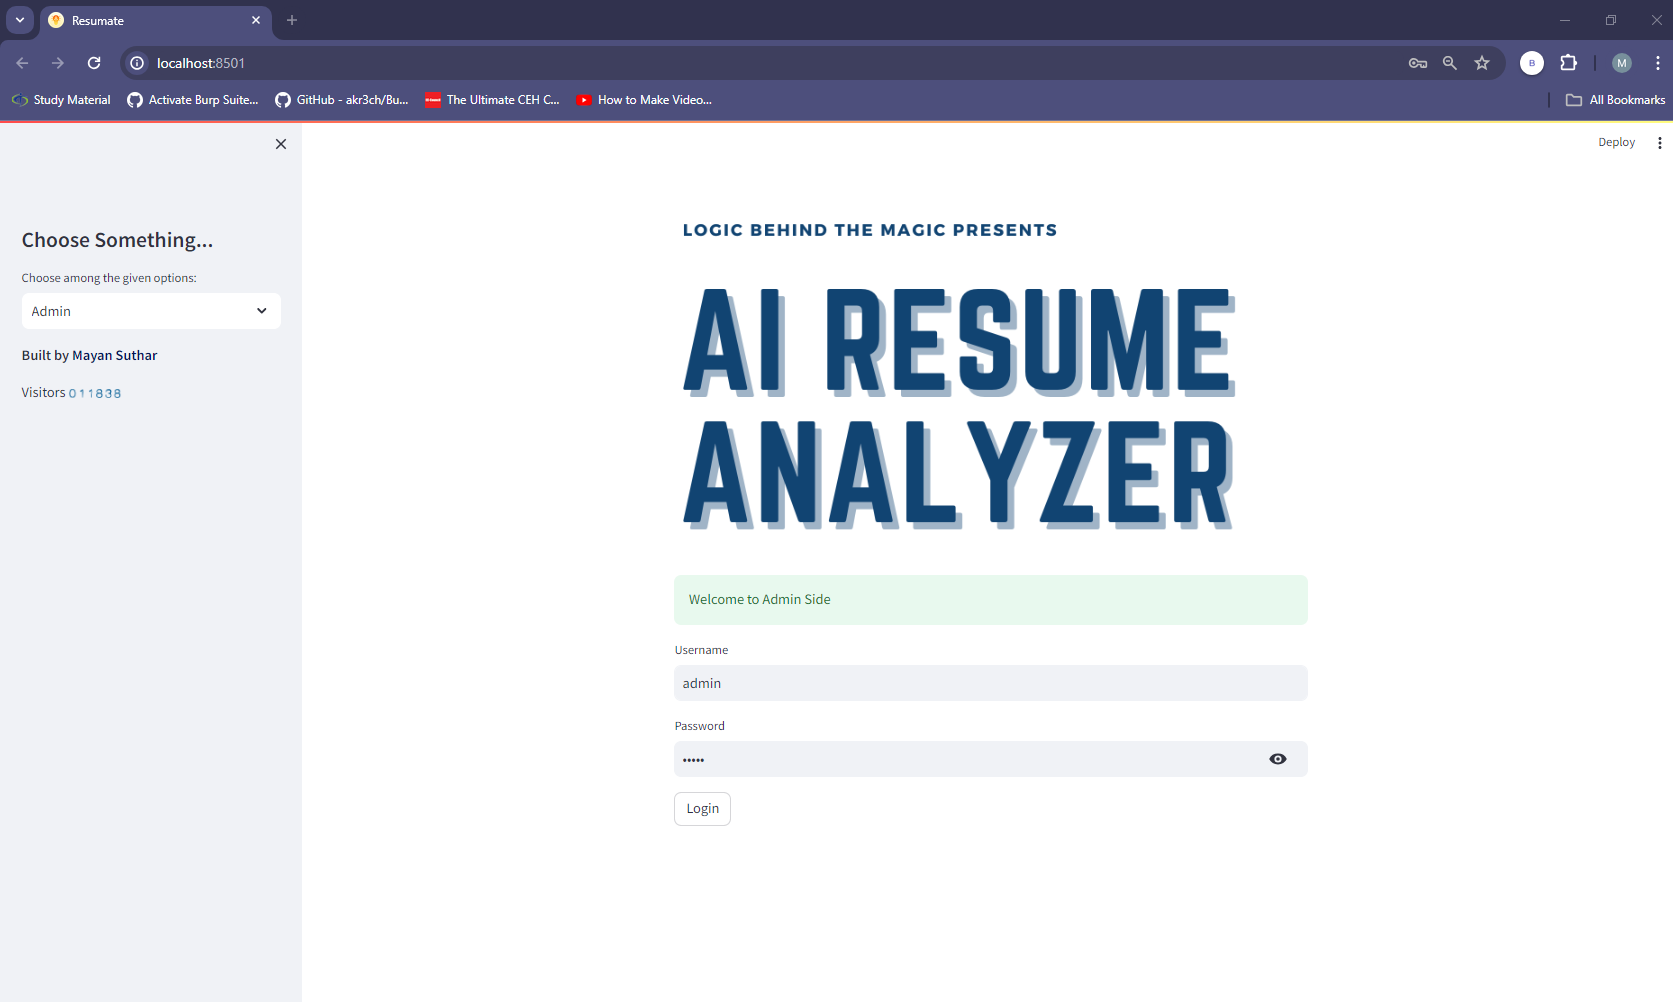 Resumate
localhost:8501
B
M
Study Material
Activate Burp Suite...
GitHub - akr3ch/Bu...
The Ultimate CEH C...
How to Make Video...
All Bookmarks
Deploy
Choose Something...
Choose among the given options:
Admin
Built by Mayan Suthar
Visitors 011838
LOGIC BEHIND THE MAGIC PRESENTS
AI RESUME
ANALYZER
Welcome to Admin Side
Username
admin
Password
•••••
Login